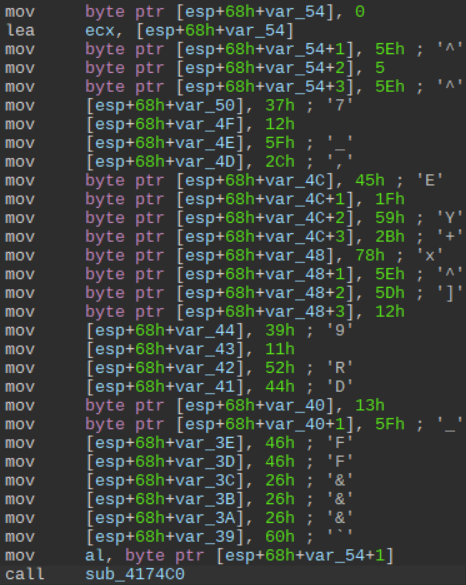 mov byte ptr [esp+68h+var_54], 0
lea ecx, [esp+68h+var_54]
mov byte ptr [esp+68h+var_54+1], 5Eh ; '^'
mov byte ptr [esp+68h+var_54+2], 5
mov byte ptr [esp+68h+var_54+3], 5Eh ; '^'
mov [esp+68h+var_50], 37h ; '7'
mov [esp+68h+var_4F], 12h
mov [esp+68h+var_4E], 5Fh ; '_'
mov [esp+68h+var_4D], 2Ch ; ','
mov byte ptr [esp+68h+var_4C], 45h ; 'E'
mov byte ptr [esp+68h+var_4C+1], 1Fh
mov byte ptr [esp+68h+var_4C+2], 59h ; 'Y'
mov byte ptr [esp+68h+var_4C+3], 2Bh ; '+'
mov byte ptr [esp+68h+var_48], 78h ; 'x'
mov byte ptr [esp+68h+var_48+1], 5Eh ; '^'
mov byte ptr [esp+68h+var_48+2], 5Dh ; ']'
mov byte ptr [esp+68h+var_48+3], 12h
mov [esp+68h+var_44], 39h ; '9'
mov [esp+68h+var_43], 11h
mov [esp+68h+var_42], 52h ; 'R'
mov [esp+68h+var_41], 44h ; 'D'
mov byte ptr [esp+68h+var_40], 13h
mov byte ptr [esp+68h+var_40+1], 5Fh ; '_'
mov [esp+68h+var_3E], 46h ; 'F'
mov [esp+68h+var_3D], 46h ; 'F'
mov [esp+68h+var_3C], 26h ; '&'
mov [esp+68h+var_3B], 26h ; '&'
mov [esp+68h+var_3A], 26h ; '&'
mov [esp+68h+var_39], 60h ; '`'
mov al, byte ptr [esp+68h+var_54+1]
call sub_4174C0